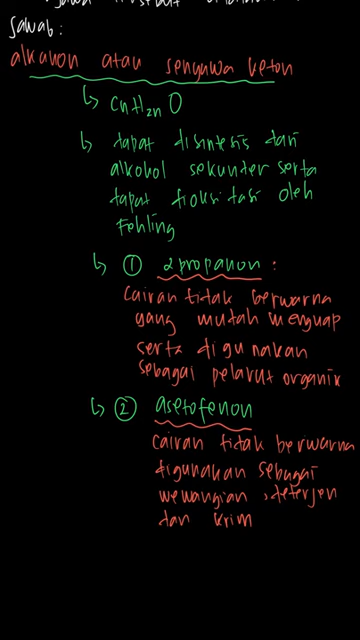 Jawab:
alkanon atau senyawa keton
↳ CnH2nO
↳ dapat disintesis dari
alkohol sekunder serta
dapat dioksidasi oleh
Fehling
↳ ① 2 propanon :
Cairan tidak berwarna
yang mudah menguap
serta digunakan
sebagai pelarut organik
↳ ② asetofenon
Cairan tidak berwarna
digunakan sebagai
wewangian, deterjen
dan krim